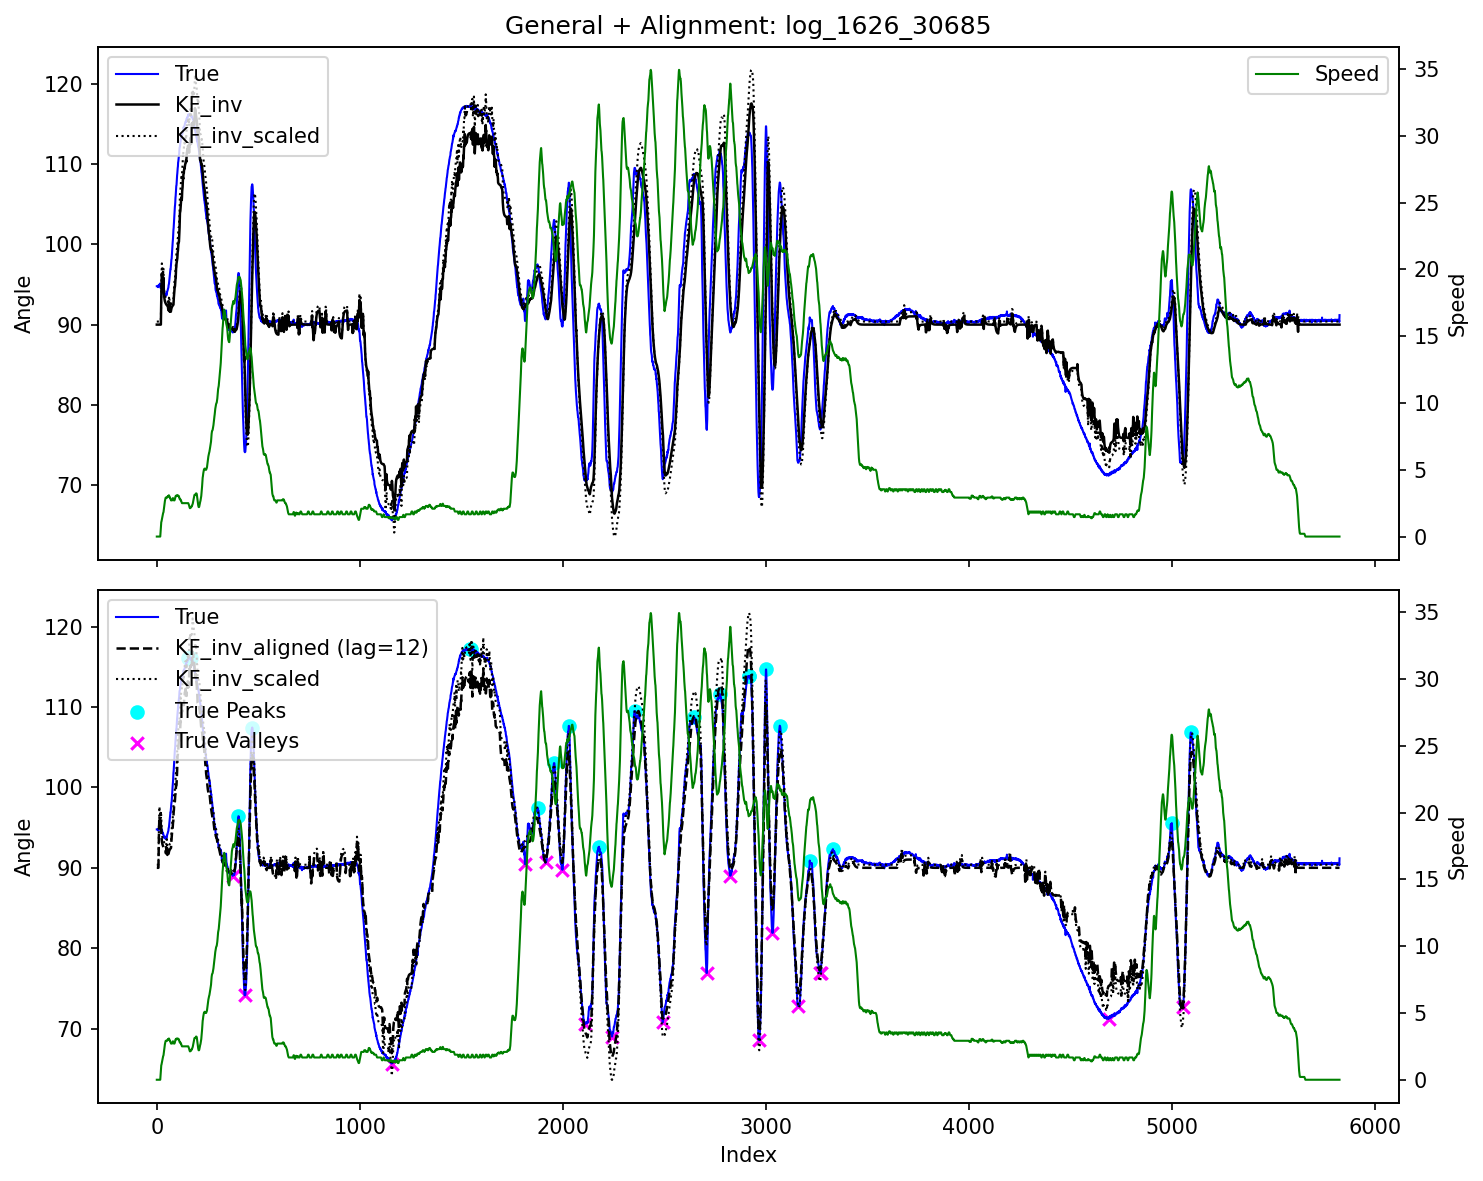 General + Alignment: log_1626_30685
True
KF_inv
KF_inv_scaled
Speed
120
110
100
90
80
70
Angle
35
30
25
20
15
10
5
0
Speed
True
KF_inv_aligned (lag=12)
KF_inv_scaled
True Peaks
True Valleys
120
110
100
90
80
70
Angle
35
30
25
20
15
10
5
0
Speed
0 1000 2000 3000 4000 5000 6000
Index